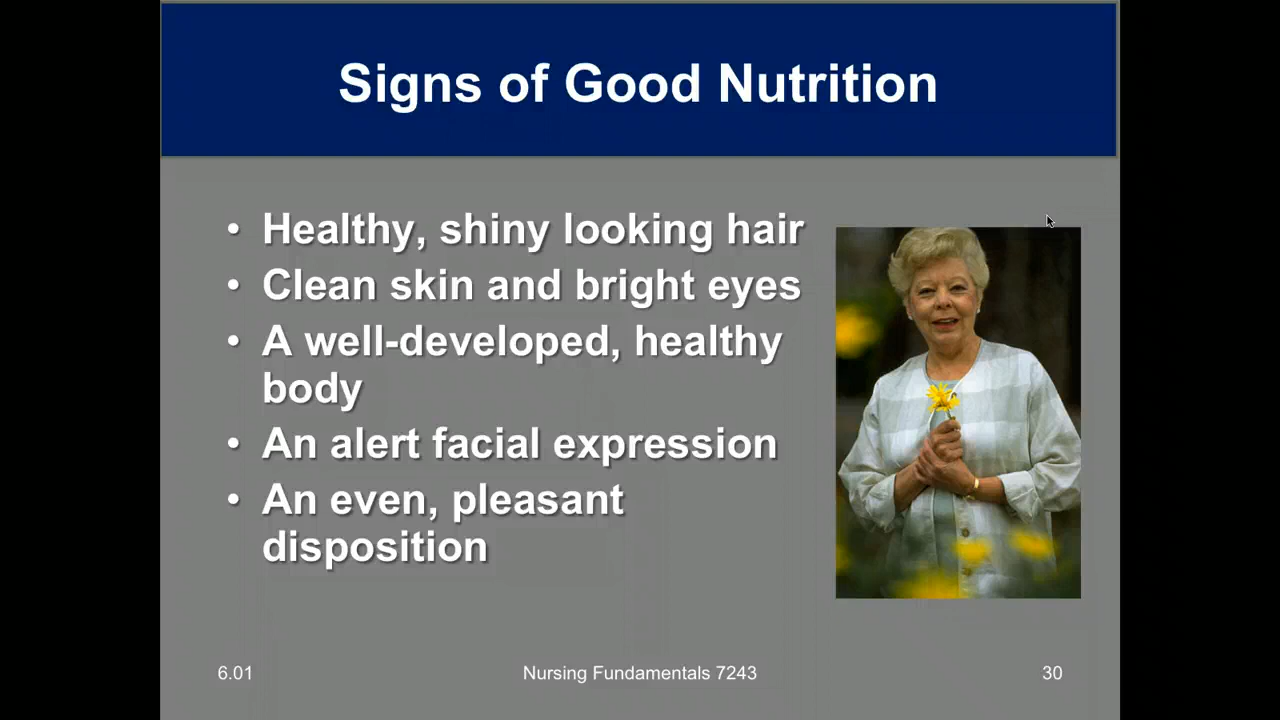 Signs of Good Nutrition
• Healthy, shiny looking hair
• Clean skin and bright eyes
• A well-developed, healthy
body
• An alert facial expression
• An even, pleasant
disposition
6.01
Nursing Fundamentals 7243
30